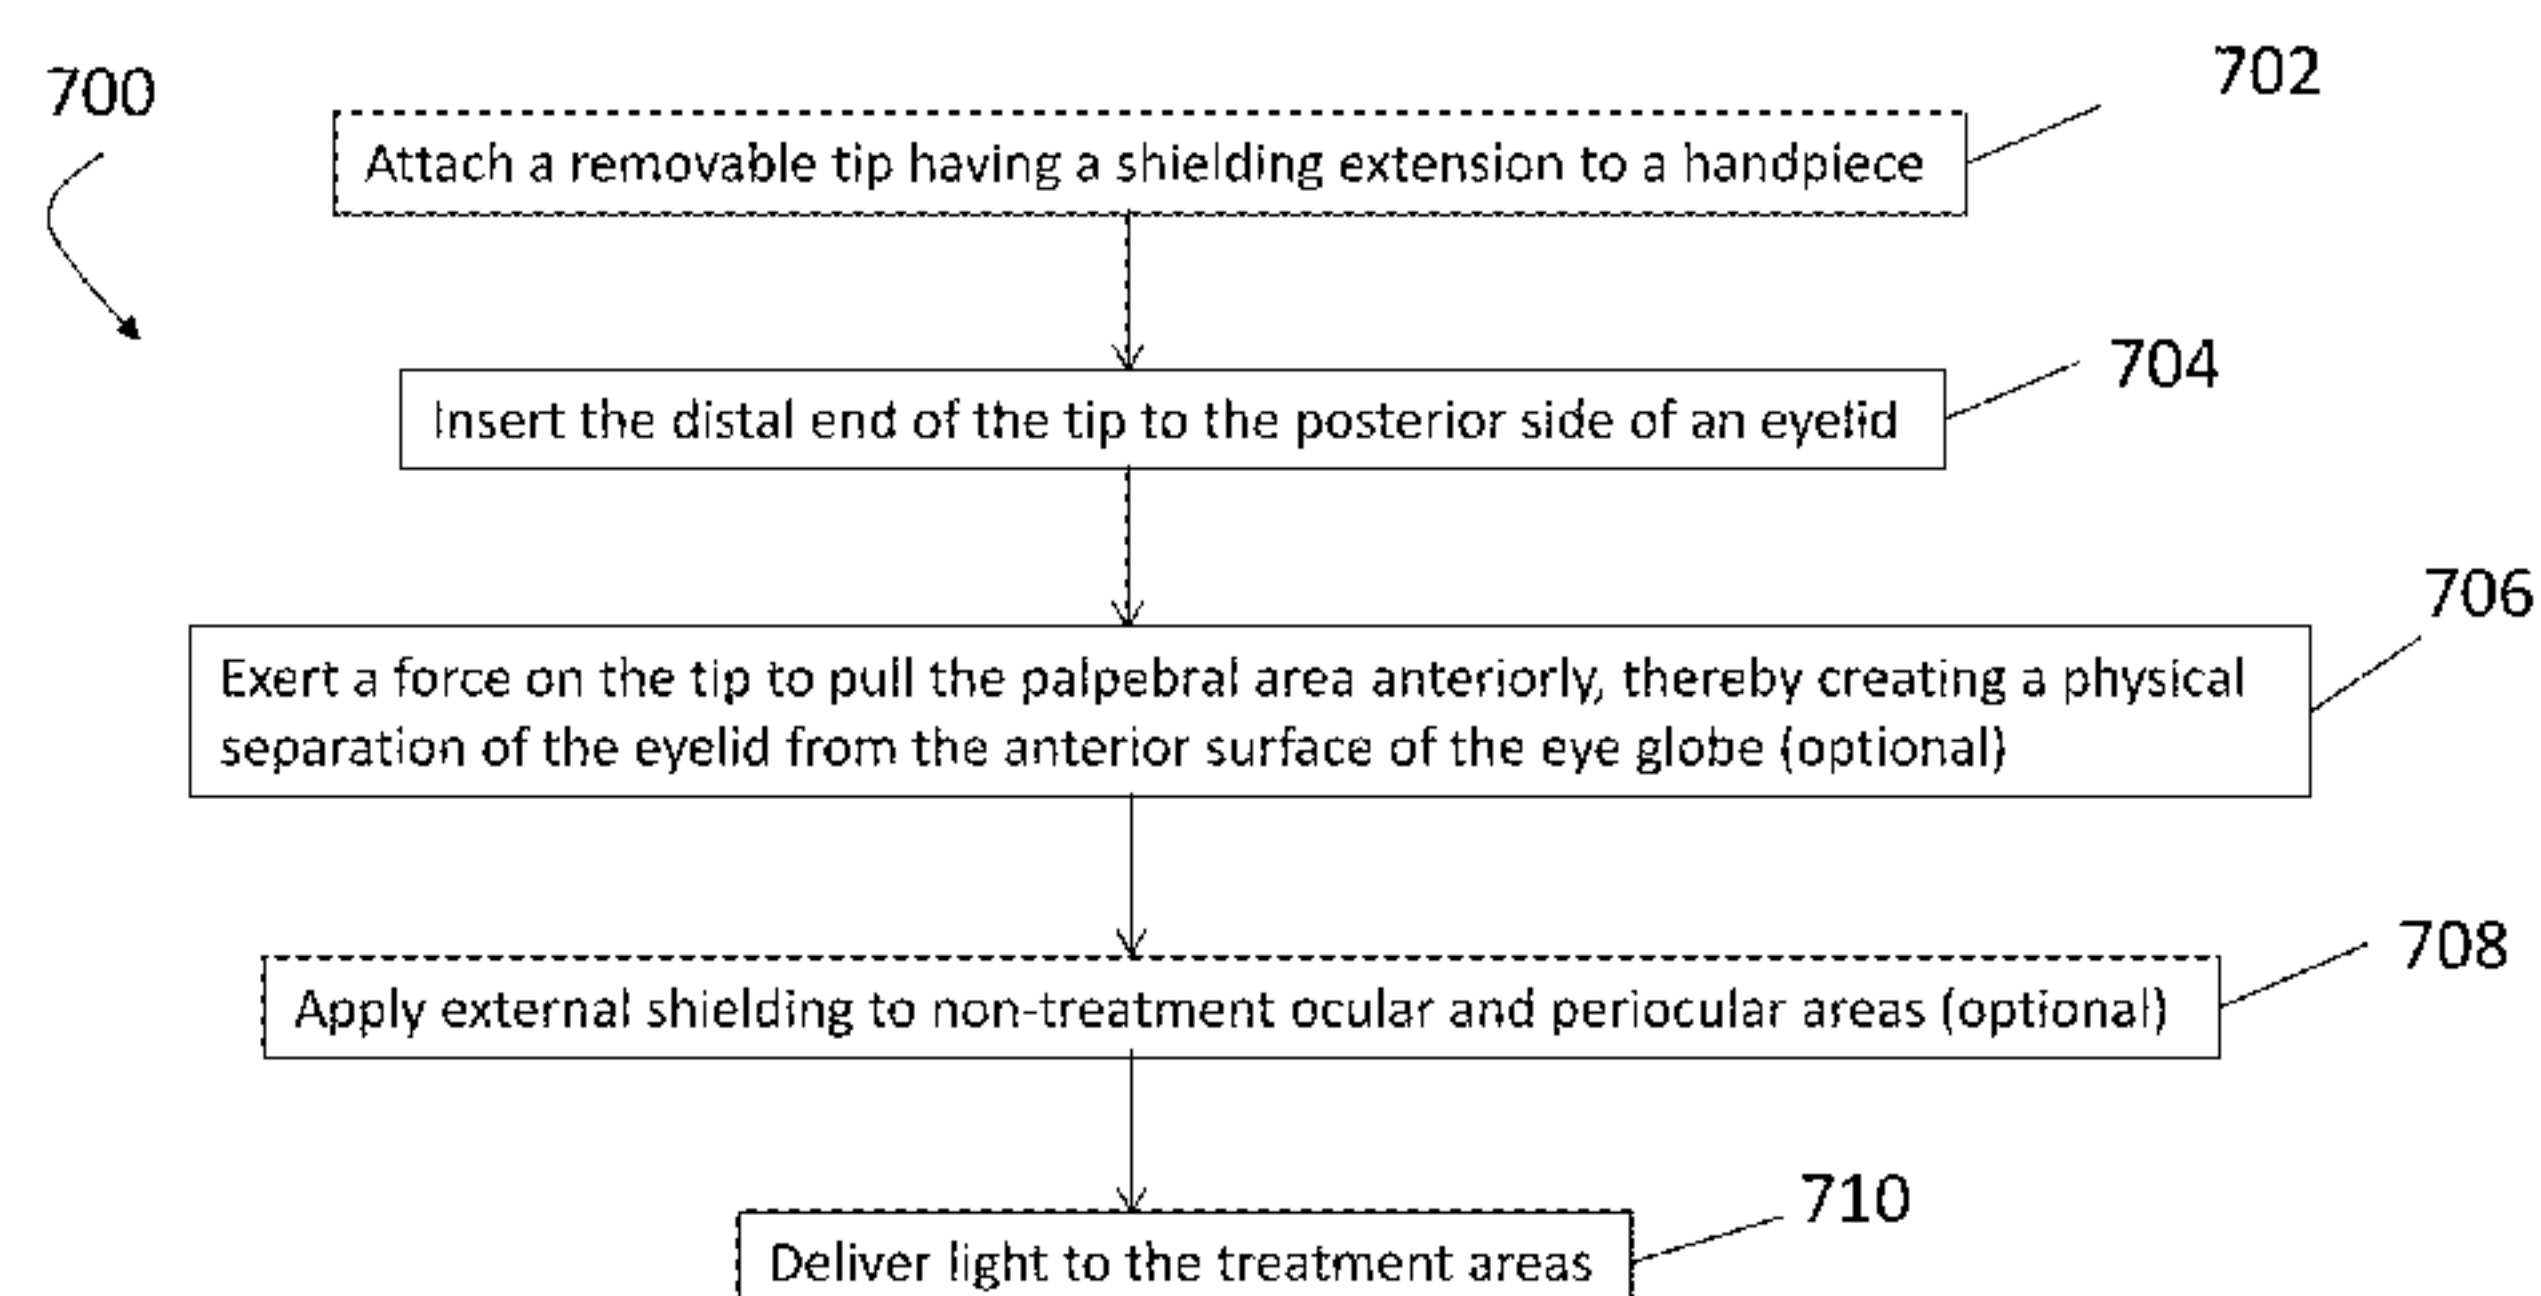 700
702
Attach a removable tip having a shielding extension to a handpiece
704
Insert the distal end of the tip to the posterior side of an eyelid
706
Exert a force on the tip to pull the palpebral area anteriorly, thereby creating a physical
separation of the eyelid from the anterior surface of the eye globe (optional)
708
Apply external shielding to non-treatment ocular and periocular areas (optional)
710
Deliver light to the treatment areas